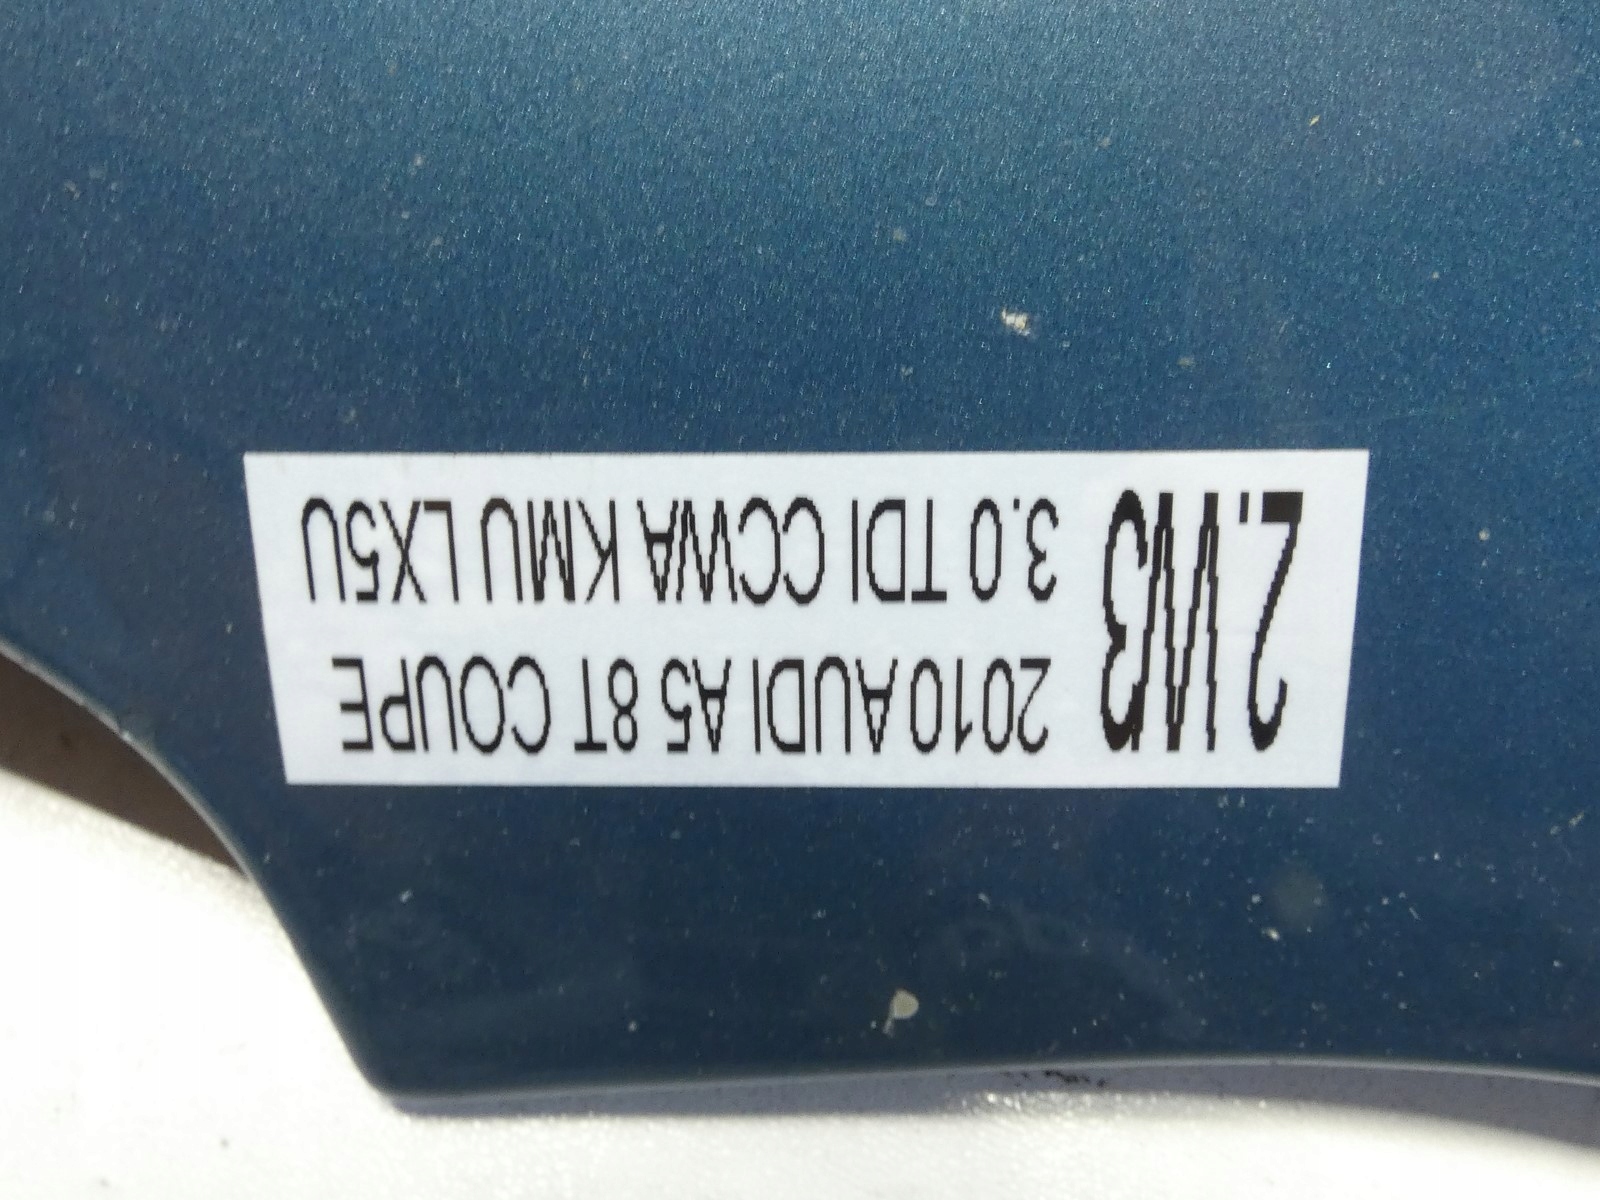 2.W3
2010 AUDI A5 8T COUPE
3.0 TDI CCWA KMU LX5U